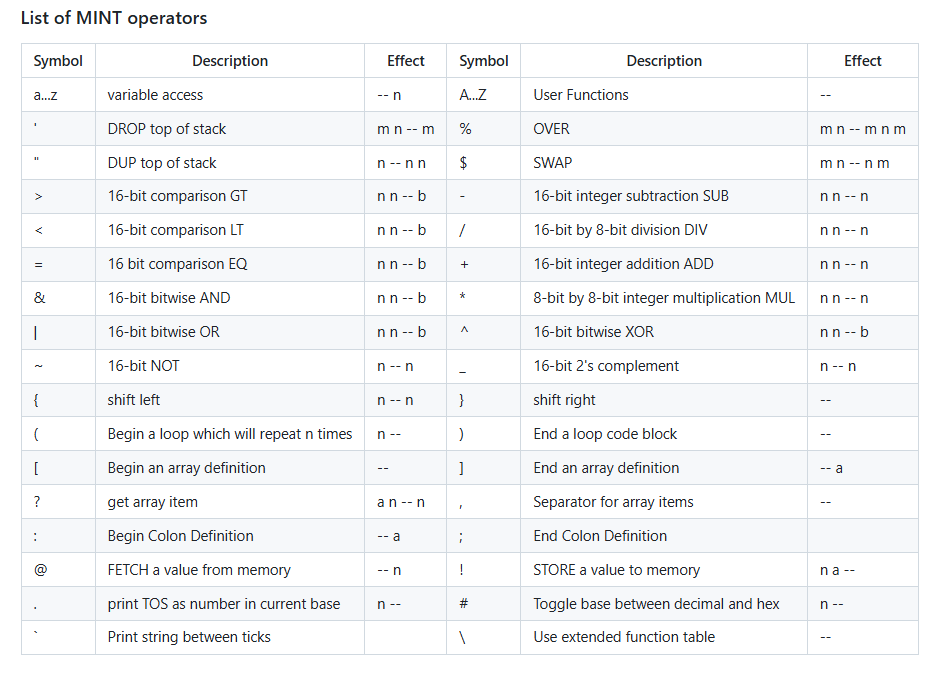 List of MINT operators
Symbol Description Effect Symbol Description Effect
a...z variable access -- n A...Z User Functions --
' DROP top of stack m n -- m % OVER m n -- m n m
" DUP top of stack n -- n n $ SWAP m n -- n m
> 16-bit comparison GT n n -- b - 16-bit integer subtraction SUB n n -- n
< 16-bit comparison LT n n -- b / 16-bit by 8-bit division DIV n n -- n
= 16 bit comparison EQ n n -- b + 16-bit integer addition ADD n n -- n
& 16-bit bitwise AND n n -- b * 8-bit by 8-bit integer multiplication MUL n n -- n
| 16-bit bitwise OR n n -- b ^ 16-bit bitwise XOR n n -- b
~ 16-bit NOT n -- n _ 16-bit 2's complement n -- n
{ shift left n -- n } shift right --
( Begin a loop which will repeat n times n -- ) End a loop code block --
[ Begin an array definition -- ] End an array definition -- a
? get array item a n -- n , Separator for array items --
: Begin Colon Definition -- a ; End Colon Definition
@ FETCH a value from memory -- n ! STORE a value to memory n a --
. print TOS as number in current base n -- # Toggle base between decimal and hex n --
` Print string between ticks \ Use extended function table --